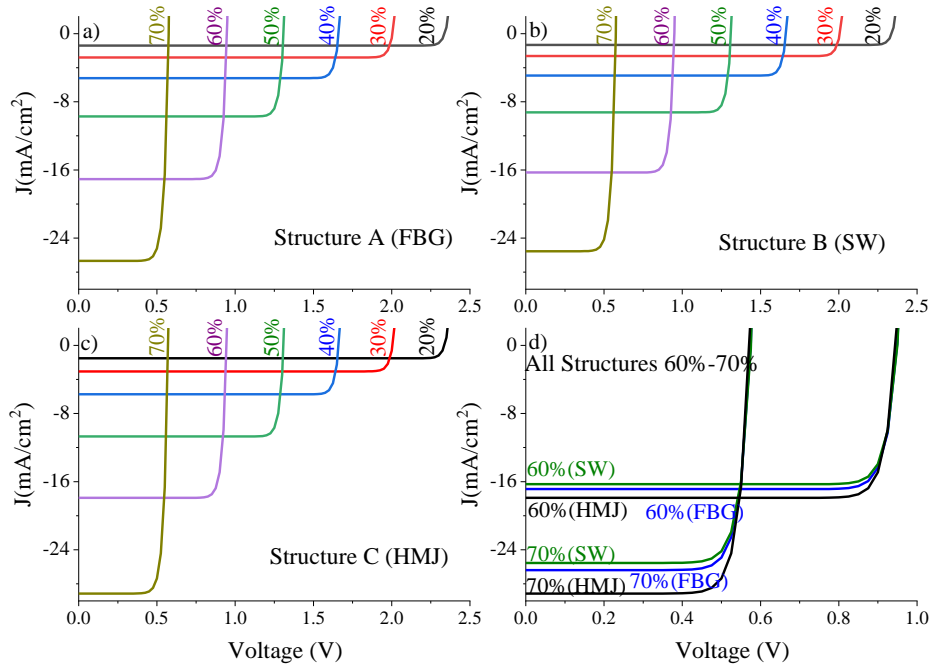 a)
70%
60%
50%
40%
30%
20%
0
-8
-16
-24
J(mA/cm²)
Structure A (FBG)
0.0 0.5 1.0 1.5 2.0 2.5
b)
70%
60%
50%
40%
30%
20%
0
-8
-16
-24
J(mA/cm²)
Structure B (SW)
0.0 0.5 1.0 1.5 2.0 2.5
c)
70%
60%
50%
40%
30%
20%
0
-8
-16
-24
J(mA/cm²)
Structure C (HMJ)
0.0 0.5 1.0 1.5 2.0 2.5
Voltage (V)
d)
All Structures 60%-70%
0
-8
-16
-24
J(mA/cm²)
60%(SW)
60%(HMJ) 60%(FBG)
70%(SW)
70%(HMJ) 70%(FBG)
0.0 0.2 0.4 0.6 0.8 1.0
Voltage (V)